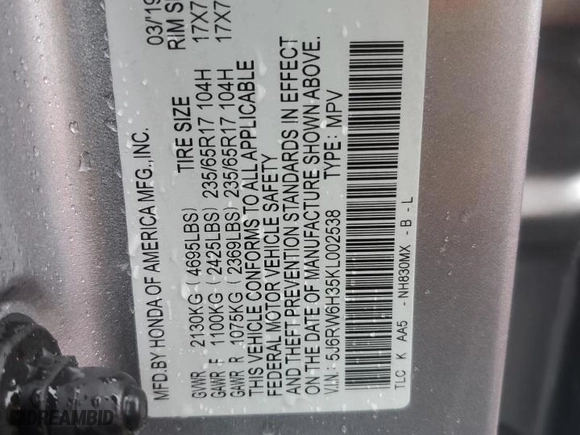 MFD.BY HONDA OF AMERICA MFG.,INC. 03/'19
TIRE SIZE RIM S
GVWR 2130KG ( 4695LBS)
GAWR F 1100KG ( 2425LBS) 235/65R17 104H 17X7
GAWR R 1075KG ( 2369LBS) 235/65R17 104H 17X7
THIS VEHICLE CONFORMS TO ALL APPLICABLE
FEDERAL MOTOR VEHICLE SAFETY
AND THEFT PREVENTION STANDARDS IN EFFECT
ON THE DATE OF MANUFACTURE SHOWN ABOVE.
V.I.N.: 5J6RW6H35KL002538 TYPE: MPV
TLC K AA5 -NH830MX -B -L
DREAMBID